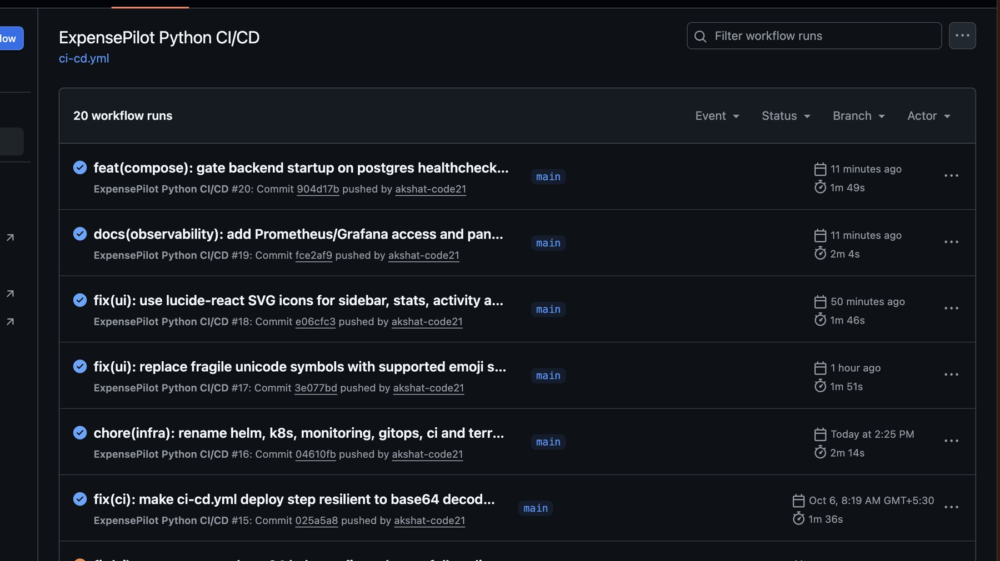 low
ExpensePilot Python CI/CD
ci-cd.yml
Filter workflow runs
20 workflow runs
Event
Status
Branch
Actor
feat(compose): gate backend startup on postgres healthcheck...
main
11 minutes ago
ExpensePilot Python CI/CD #20: Commit 904d17b pushed by akshat-code21
1m 49s
docs(observability): add Prometheus/Grafana access and pan...
main
11 minutes ago
ExpensePilot Python CI/CD #19: Commit fce2af9 pushed by akshat-code21
2m 4s
fix(ui): use lucide-react SVG icons for sidebar, stats, activity a...
main
50 minutes ago
ExpensePilot Python CI/CD #18: Commit e06cfc3 pushed by akshat-code21
1m 46s
fix(ui): replace fragile unicode symbols with supported emoji s...
main
1 hour ago
ExpensePilot Python CI/CD #17: Commit 3e077bd pushed by akshat-code21
1m 51s
chore(infra): rename helm, k8s, monitoring, gitops, ci and terr...
main
Today at 2:25 PM
ExpensePilot Python CI/CD #16: Commit 04610fb pushed by akshat-code21
2m 14s
fix(ci): make ci-cd.yml deploy step resilient to base64 decod...
main
Oct 6, 8:19 AM GMT+5:30
ExpensePilot Python CI/CD #15: Commit 025a5a8 pushed by akshat-code21
1m 36s